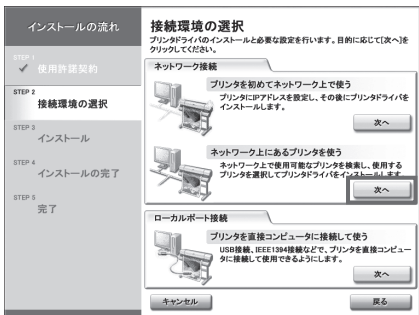 インストールの流れ
STEP 1
使用許諾契約
STEP 2
接続環境の選択
STEP 3
インストール
STEP 4
インストールの完了
STEP 5
完了
接続環境の選択
プリンタドライバのインストールと必要な設定を行います。目的に応じて[次へ]を
クリックしてください。
ネットワーク接続
プリンタを初めてネットワーク上で使う
プリンタにIPアドレスを設定し、その後にプリンタドライバを
インストールします。
次へ
ネットワーク上にあるプリンタを使う
ネットワーク上で使用可能なプリンタを検索し、使用する
プリンタを選択してプリンタドライバをインストールします。
次へ
ローカルポート接続
プリンタを直接コンピュータに接続して使う
USB接続、IEEE1394接続などで、プリンタを直接コンピュー
タに接続して使用できるようにします。
次へ
キャンセル
戻る